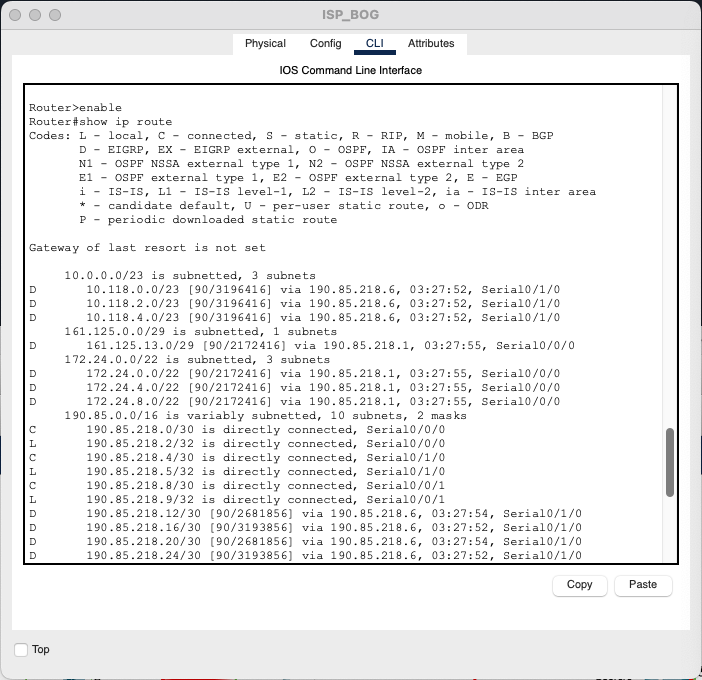 ISP_BOG
Physical Config CLI Attributes
IOS Command Line Interface
Router>enable
Router#show ip route
Codes: L - local, C - connected, S - static, R - RIP, M - mobile, B - BGP
D - EIGRP, EX - EIGRP external, O - OSPF, IA - OSPF inter area
N1 - OSPF NSSA external type 1, N2 - OSPF NSSA external type 2
E1 - OSPF external type 1, E2 - OSPF external type 2, E - EGP
i - IS-IS, L1 - IS-IS level-1, L2 - IS-IS level-2, ia - IS-IS inter area
* - candidate default, U - per-user static route, o - ODR
P - periodic downloaded static route
Gateway of last resort is not set
10.0.0.0/23 is subnetted, 3 subnets
D 10.118.0.0/23 [90/3196416] via 190.85.218.6, 03:27:52, Serial0/1/0
D 10.118.2.0/23 [90/3196416] via 190.85.218.6, 03:27:52, Serial0/1/0
D 10.118.4.0/23 [90/3196416] via 190.85.218.6, 03:27:52, Serial0/1/0
161.125.0.0/29 is subnetted, 1 subnets
D 161.125.13.0/29 [90/2172416] via 190.85.218.1, 03:27:55, Serial0/0/0
172.24.0.0/22 is subnetted, 3 subnets
D 172.24.0.0/22 [90/2172416] via 190.85.218.1, 03:27:55, Serial0/0/0
D 172.24.4.0/22 [90/2172416] via 190.85.218.1, 03:27:55, Serial0/0/0
D 172.24.8.0/22 [90/2172416] via 190.85.218.1, 03:27:55, Serial0/0/0
190.85.0.0/16 is variably subnetted, 10 subnets, 2 masks
C 190.85.218.0/30 is directly connected, Serial0/0/0
L 190.85.218.2/32 is directly connected, Serial0/0/0
C 190.85.218.4/30 is directly connected, Serial0/1/0
L 190.85.218.5/32 is directly connected, Serial0/1/0
C 190.85.218.8/30 is directly connected, Serial0/0/1
L 190.85.218.9/32 is directly connected, Serial0/0/1
D 190.85.218.12/30 [90/2681856] via 190.85.218.6, 03:27:54, Serial0/1/0
D 190.85.218.16/30 [90/3193856] via 190.85.218.6, 03:27:52, Serial0/1/0
D 190.85.218.20/30 [90/2681856] via 190.85.218.6, 03:27:54, Serial0/1/0
D 190.85.218.24/30 [90/3193856] via 190.85.218.6, 03:27:52, Serial0/1/0
Copy Paste
Top